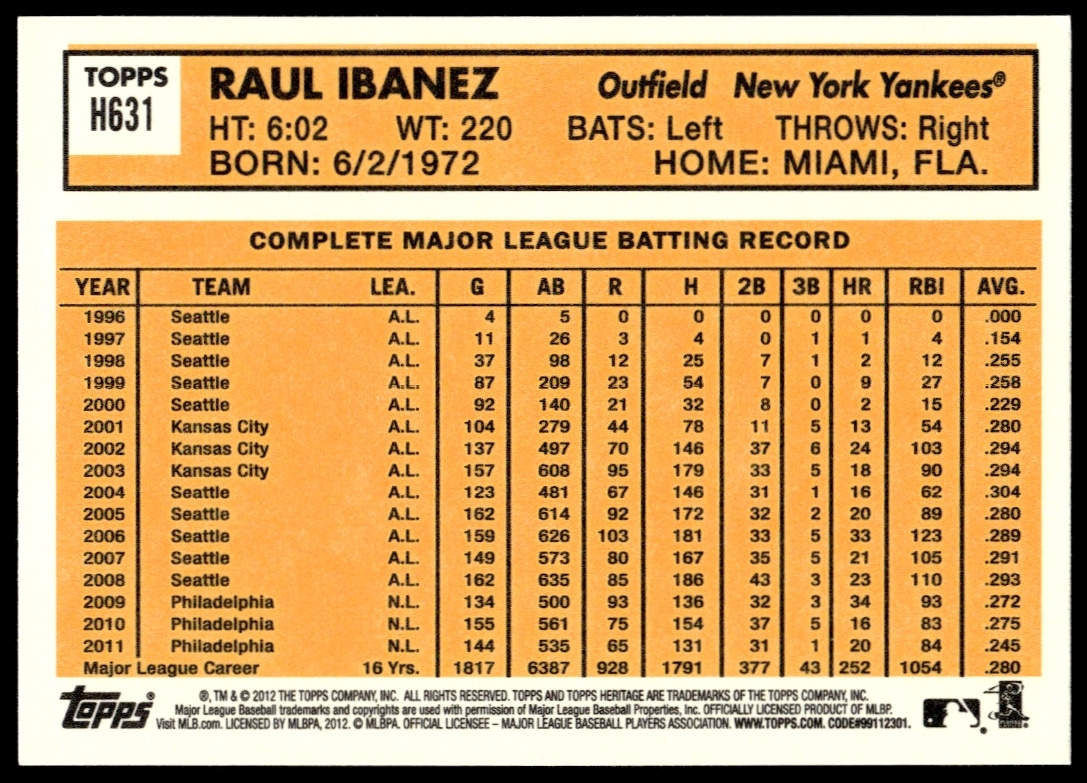 TOPPS
H631
RAUL IBANEZ Outfield New York Yankees®
HT: 6:02 WT: 220 BATS: Left THROWS: Right
BORN: 6/2/1972 HOME: MIAMI, FLA.
COMPLETE MAJOR LEAGUE BATTING RECORD
YEAR TEAM LEA. G AB R H 2B 3B HR RBI AVG.
1996 Seattle A.L. 4 5 0 0 0 0 0 0 .000
1997 Seattle A.L. 11 26 3 4 0 1 1 4 .154
1998 Seattle A.L. 37 98 12 25 7 1 2 12 .255
1999 Seattle A.L. 87 209 23 54 7 0 9 27 .258
2000 Seattle A.L. 92 140 21 32 8 0 2 15 .229
2001 Kansas City A.L. 104 279 44 78 11 5 13 54 .280
2002 Kansas City A.L. 137 497 70 146 37 6 24 103 .294
2003 Kansas City A.L. 157 608 95 179 33 5 18 90 .294
2004 Seattle A.L. 123 481 67 146 31 1 16 62 .304
2005 Seattle A.L. 162 614 92 172 32 2 20 89 .280
2006 Seattle A.L. 159 626 103 181 33 5 33 123 .289
2007 Seattle A.L. 149 573 80 167 35 5 21 105 .291
2008 Seattle A.L. 162 635 85 186 43 3 23 110 .293
2009 Philadelphia N.L. 134 500 93 136 32 3 34 93 .272
2010 Philadelphia N.L. 155 561 75 154 37 5 16 83 .275
2011 Philadelphia N.L. 144 535 65 131 31 1 20 84 .245
Major League Career 16 Yrs. 1817 6387 928 1791 377 43 252 1054 .280
Topps®
®, TM & © 2012 THE TOPPS COMPANY, INC. ALL RIGHTS RESERVED. TOPPS AND TOPPS HERITAGE ARE TRADEMARKS OF THE TOPPS COMPANY, INC.
Major League Baseball trademarks and copyrights are used with permission of Major League Baseball Properties, Inc. OFFICIALLY LICENSED PRODUCT OF MLBP.
Visit MLB.com. LICENSED BY MLBPA, 2012. © MLBPA. OFFICIAL LICENSEE – MAJOR LEAGUE BASEBALL PLAYERS ASSOCIATION. WWW.TOPPS.COM. CODE#99112301.